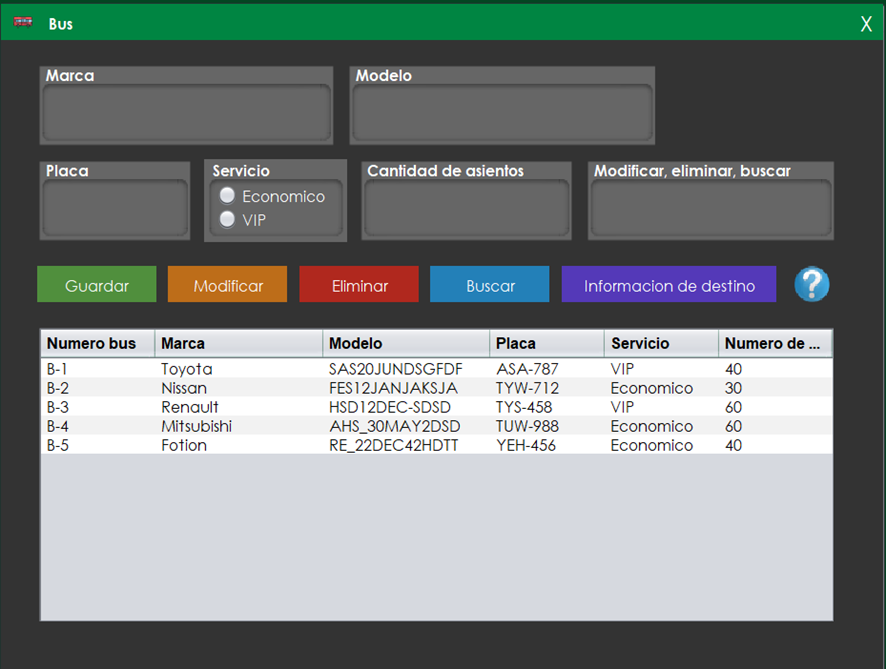 Bus X
Marca Modelo
Placa Servicio Cantidad de asientos Modificar, eliminar, buscar
Economico
VIP
Guardar Modificar Eliminar Buscar Informacion de destino ?
Numero bus Marca Modelo Placa Servicio Numero de ...
B-1 Toyota SAS20JUNDSGFDF ASA-787 VIP 40
B-2 Nissan FES12JANJAKSJA TYW-712 Economico 30
B-3 Renault HSD12DEC-SDSD TYS-458 VIP 60
B-4 Mitsubishi AHS_30MAY2DSD TUW-988 Economico 60
B-5 Fotion RE_22DEC42HDTT YEH-456 Economico 40